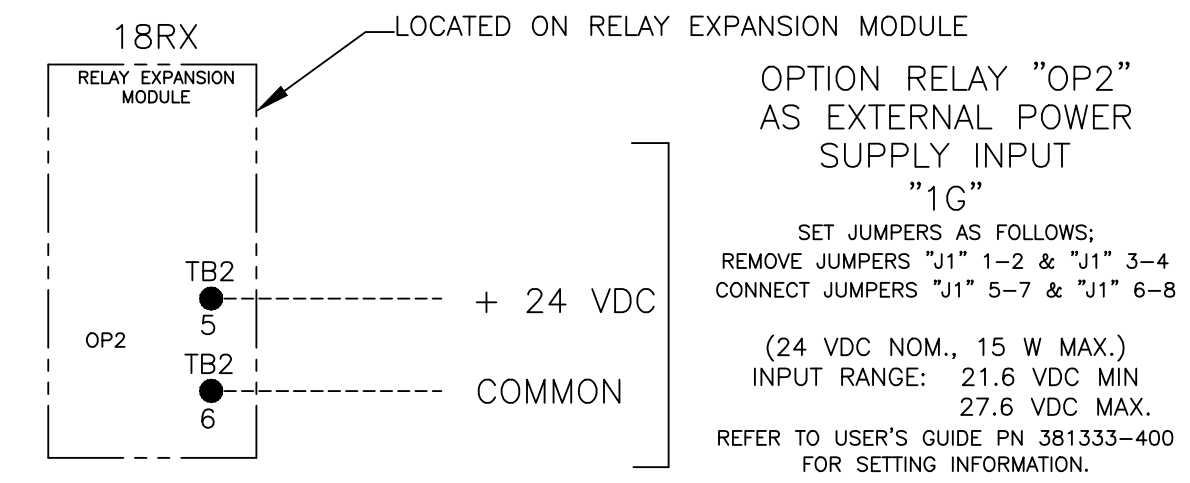 18RX
LOCATED ON RELAY EXPANSION MODULE
RELAY EXPANSION
MODULE
TB2
5
OP2
TB2
6
+ 24 VDC
COMMON
OPTION RELAY "OP2"
AS EXTERNAL POWER
SUPPLY INPUT
"1G"
SET JUMPERS AS FOLLOWS;
REMOVE JUMPERS "J1" 1-2 & "J1" 3-4
CONNECT JUMPERS "J1" 5-7 & "J1" 6-8
(24 VDC NOM., 15 W MAX.)
INPUT RANGE: 21.6 VDC MIN
27.6 VDC MAX.
REFER TO USER'S GUIDE PN 381333-400
FOR SETTING INFORMATION.